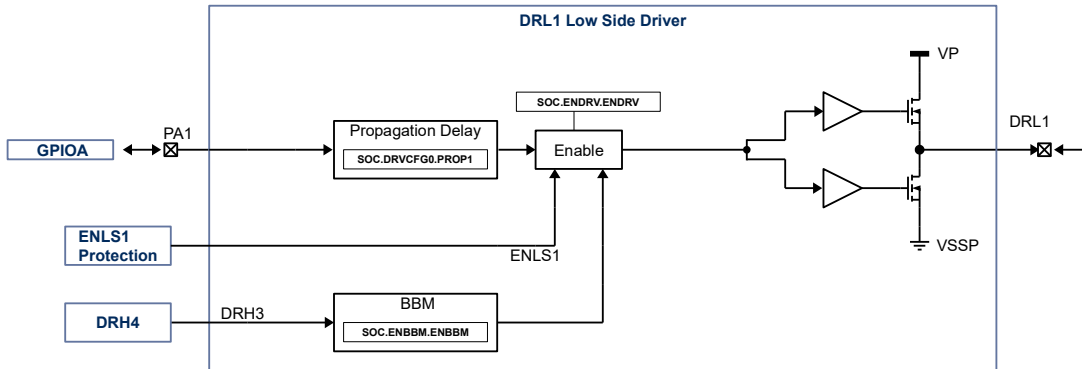 DRL1 Low Side Driver
VP
SOC.ENDRV.ENDRV
PA1
Propagation Delay
DRL1
GPIOA
SOC.DRVCFG0.PROP1
Enable
ENLS1
Protection
ENLS1
VSSP
BBM
DRH4
DRH3
SOC.ENBBM.ENBBM